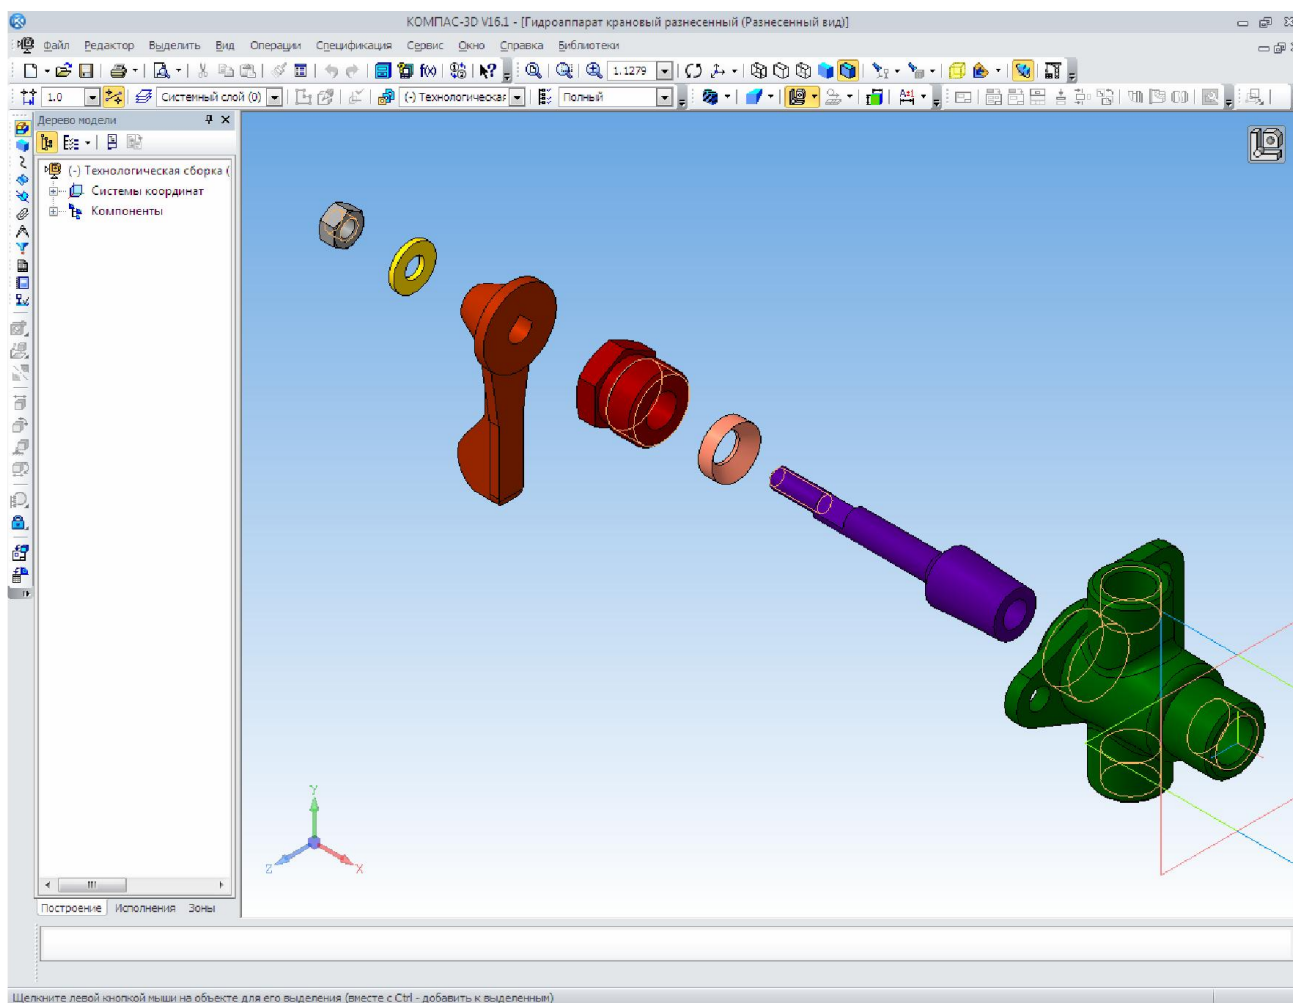 КОМПАС-3D V16.1 - [Гидроаппарат крановый разнесенный (Разнесенный вид)]
Файл Редактор Выделить Вид Операции Спецификация Сервис Окно Справка Библиотеки
1.1279
1.0 Системный слой (0) (-) Технологическая Полный
Дерево модели
(-) Технологическая сборка (
Системы координат
Компоненты
Y
Z
X
Построение Исполнения Зоны
Щелкните левой кнопкой мыши на объекте для его выделения (вместе с Ctrl - добавить к выделенным)